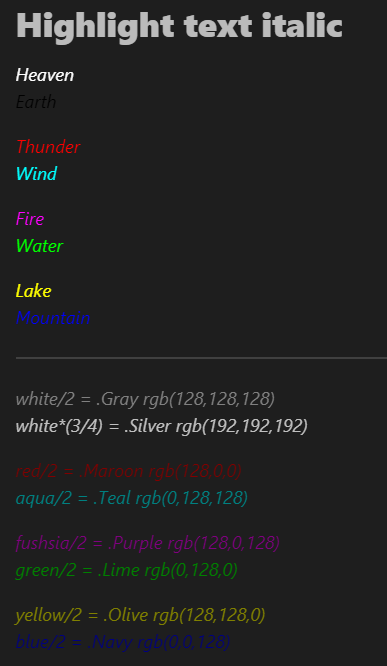 Highlight text italic
Heaven
Earth
Thunder
Wind
Fire
Water
Lake
Mountain
white/2 = .Gray rgb(128,128,128)
white*(3/4) = .Silver rgb(192,192,192)
red/2 = .Maroon rgb(128,0,0)
aqua/2 = .Teal rgb(0,128,128)
fushsia/2 = .Purple rgb(128,0,128)
green/2 = .Lime rgb(0,128,0)
yellow/2 = .Olive rgb(128,128,0)
blue/2 = .Navy rgb(0,0,128)